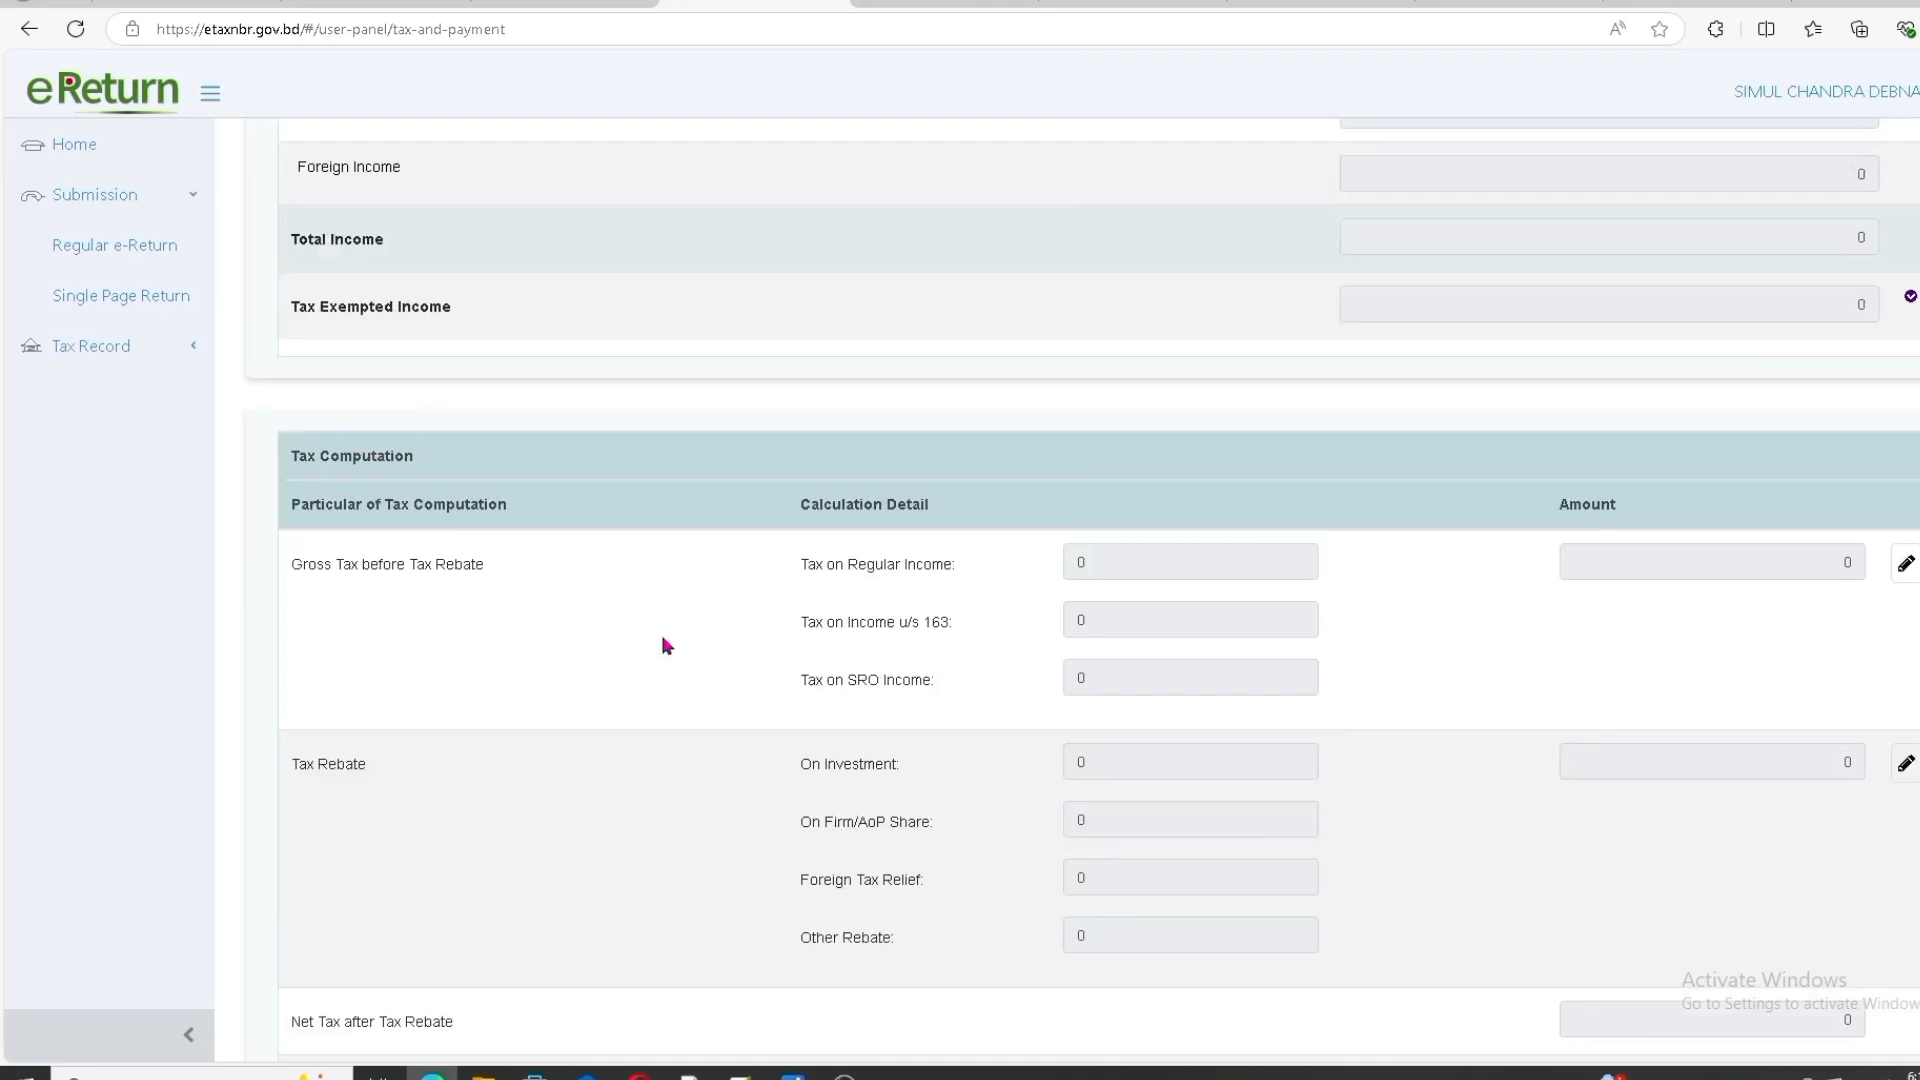 https://etaxnbr.gov.bd/#/user-panel/tax-and-payment
eReturn
SIMUL CHANDRA DEBNA
Home
Submission
Regular e-Return
Single Page Return
Tax Record
Foreign Income 0
Total Income 0
Tax Exempted Income 0
Tax Computation
Particular of Tax Computation Calculation Detail Amount
Gross Tax before Tax Rebate Tax on Regular Income: 0 0
Tax on Income u/s 163: 0
Tax on SRO Income: 0
Tax Rebate On Investment: 0 0
On Firm/AoP Share: 0
Foreign Tax Relief: 0
Other Rebate: 0
Activate Windows
Go to Settings to activate Window
Net Tax after Tax Rebate 0